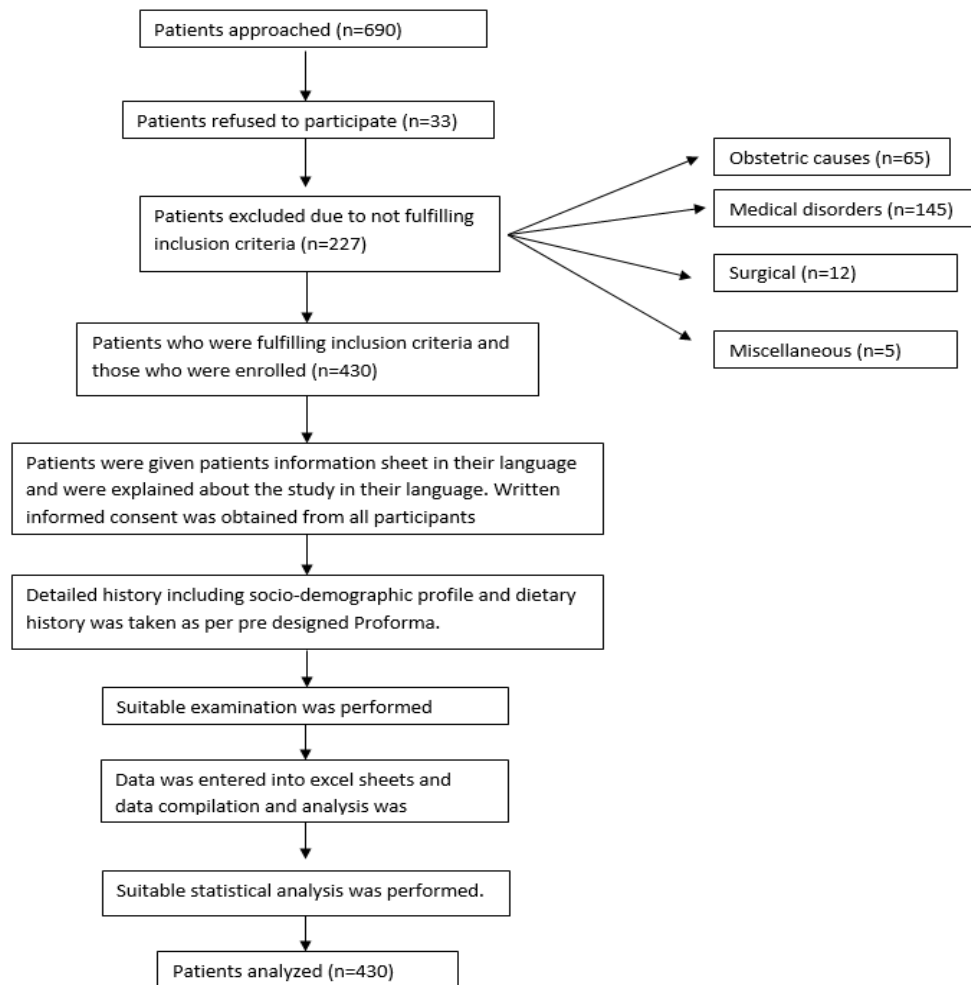 Patients approached (n=690)
Patients refused to participate (n=33)
Patients excluded due to not fulfilling
inclusion criteria (n=227)
Obstetric causes (n=65)
Medical disorders (n=145)
Surgical (n=12)
Miscellaneous (n=5)
Patients who were fulfilling inclusion criteria and
those who were enrolled (n=430)
Patients were given patients information sheet in their language
and were explained about the study in their language. Written
informed consent was obtained from all participants
Detailed history including socio-demographic profile and dietary
history was taken as per pre designed Proforma.
Suitable examination was performed
Data was entered into excel sheets and
data compilation and analysis was
Suitable statistical analysis was performed.
Patients analyzed (n=430)